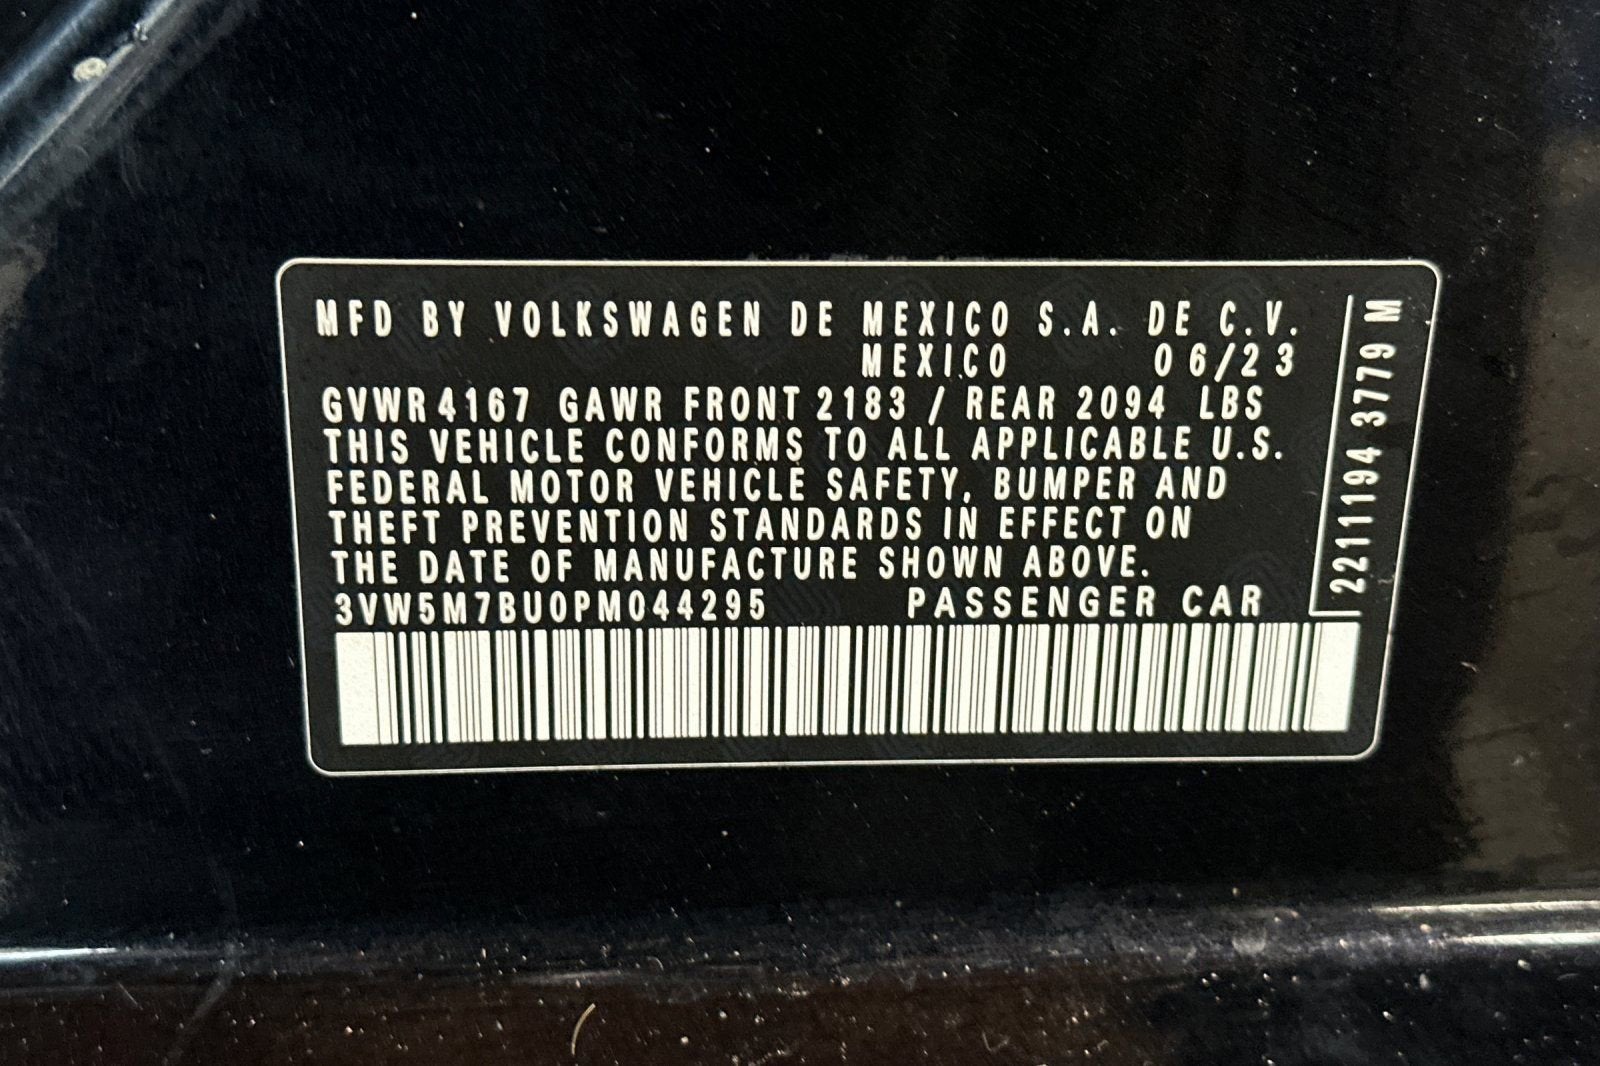 MFD BY VOLKSWAGEN DE MEXICO S.A. DE C.V.
MEXICO 06/23
GVWR 4167 GAWR FRONT 2183 / REAR 2094 LBS
THIS VEHICLE CONFORMS TO ALL APPLICABLE U.S.
FEDERAL MOTOR VEHICLE SAFETY, BUMPER AND
THEFT PREVENTION STANDARDS IN EFFECT ON
THE DATE OF MANUFACTURE SHOWN ABOVE.
3VW5M7BU0PM044295 PASSENGER CAR
2211194 3779 M